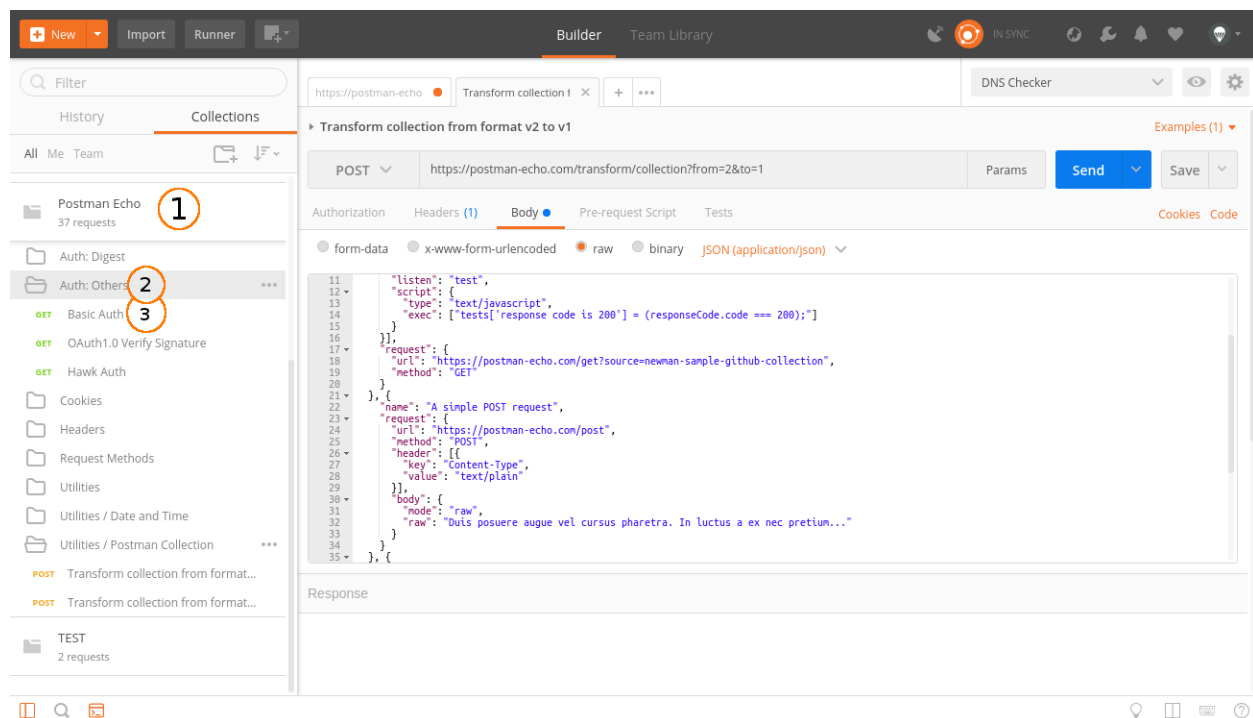 New
Import
Runner
Builder
Team Library
IN SYNC
Filter
History
Collections
All Me Team
Postman Echo
37 requests
1
Auth: Digest
Auth: Others
2
GET Basic Auth
3
GET OAuth1.0 Verify Signature
GET Hawk Auth
Cookies
Headers
Request Methods
Utilities
Utilities / Date and Time
Utilities / Postman Collection
POST Transform collection from format...
POST Transform collection from format...
TEST
2 requests
https://postman-echo
Transform collection f
DNS Checker
Transform collection from format v2 to v1
Examples (1)
POST
https://postman-echo.com/transform/collection?from=2&to=1
Params
Send
Save
Authorization
Headers (1)
Body
Pre-request Script
Tests
Cookies Code
form-data
x-www-form-urlencoded
raw
binary
JSON (application/json)
11 "listen": "test",
12 "script": {
13 "type": "text/javascript",
14 "exec": ["tests['response code is 200'] = (responseCode.code === 200);"]
15 }
16 }],
17 "request": {
18 "url": "https://postman-echo.com/get?source=newman-sample-github-collection",
19 "method": "GET"
20 }
21 }, {
22 "name": "A simple POST request",
23 "request": {
24 "url": "https://postman-echo.com/post",
25 "method": "POST",
26 "header": [{
27 "key": "Content-Type",
28 "value": "text/plain"
29 }],
30 "body": {
31 "mode": "raw",
32 "raw": "Duis posuere augue vel cursus pharetra. In luctus a ex nec pretium..."
33 }
34 }
35 }, {
Response